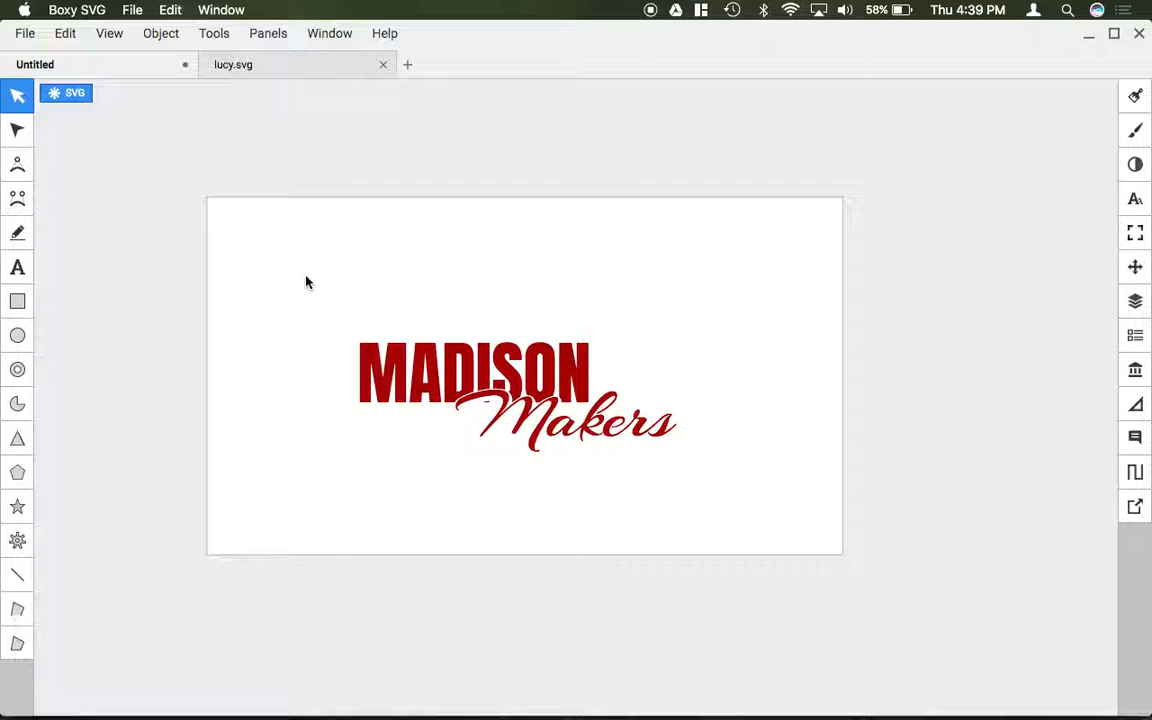 Boxy SVG File Edit Window 58% Thu 4:39 PM
File Edit View Object Tools Panels Window Help
Untitled lucy.svg
SVG
MADISON
Makers